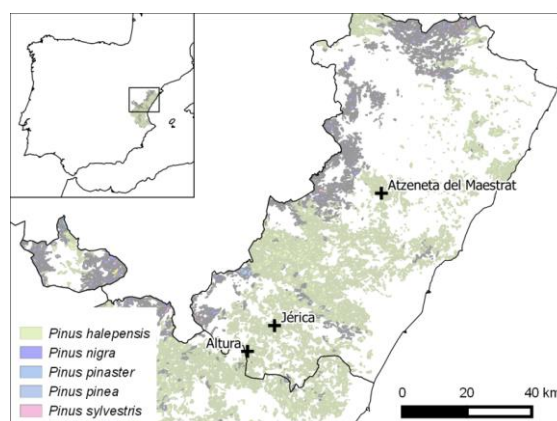 Atzeneta del Maestrat
Jérica
Altura
Pinus halepensis
Pinus nigra
Pinus pinaster
Pinus pinea
Pinus sylvestris
0 20 40 km